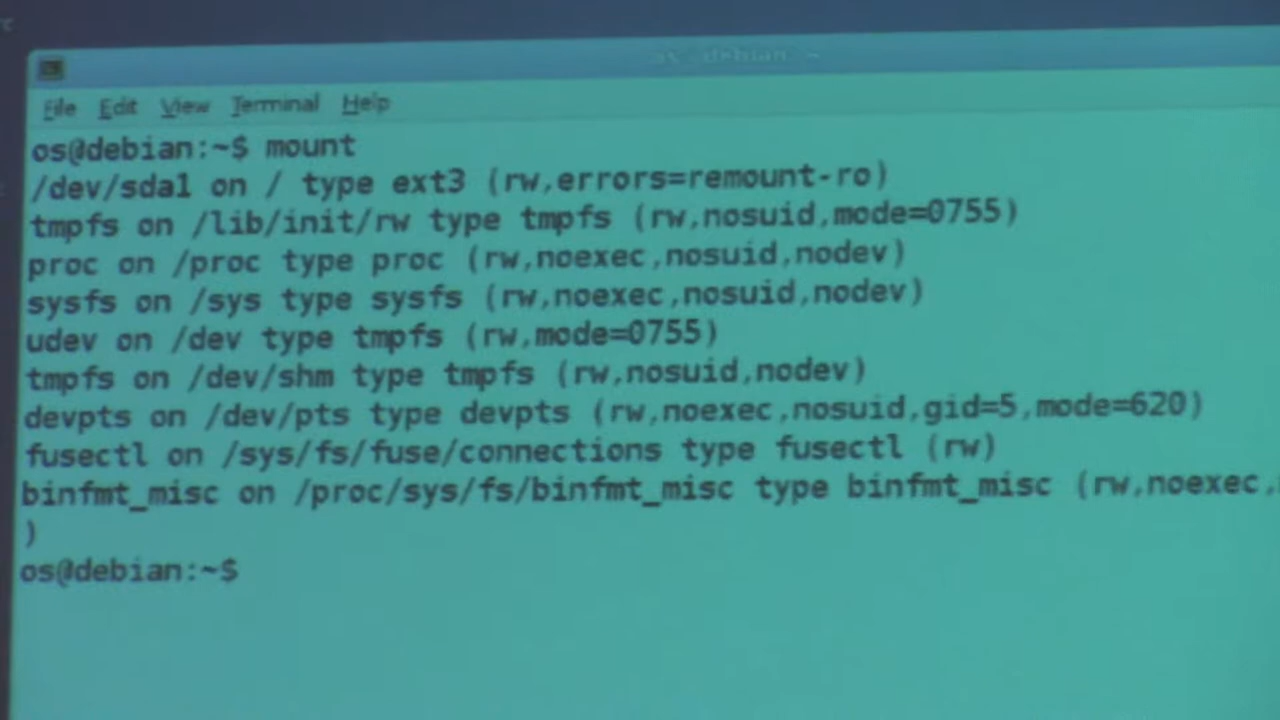 os@debian: ~
File Edit View Terminal Help
os@debian:~$ mount
/dev/sda1 on / type ext3 (rw,errors=remount-ro)
tmpfs on /lib/init/rw type tmpfs (rw,nosuid,mode=0755)
proc on /proc type proc (rw,noexec,nosuid,nodev)
sysfs on /sys type sysfs (rw,noexec,nosuid,nodev)
udev on /dev type tmpfs (rw,mode=0755)
tmpfs on /dev/shm type tmpfs (rw,nosuid,nodev)
devpts on /dev/pts type devpts (rw,noexec,nosuid,gid=5,mode=620)
fusectl on /sys/fs/fuse/connections type fusectl (rw)
binfmt_misc on /proc/sys/fs/binfmt_misc type binfmt_misc (rw,noexec,
)
os@debian:~$